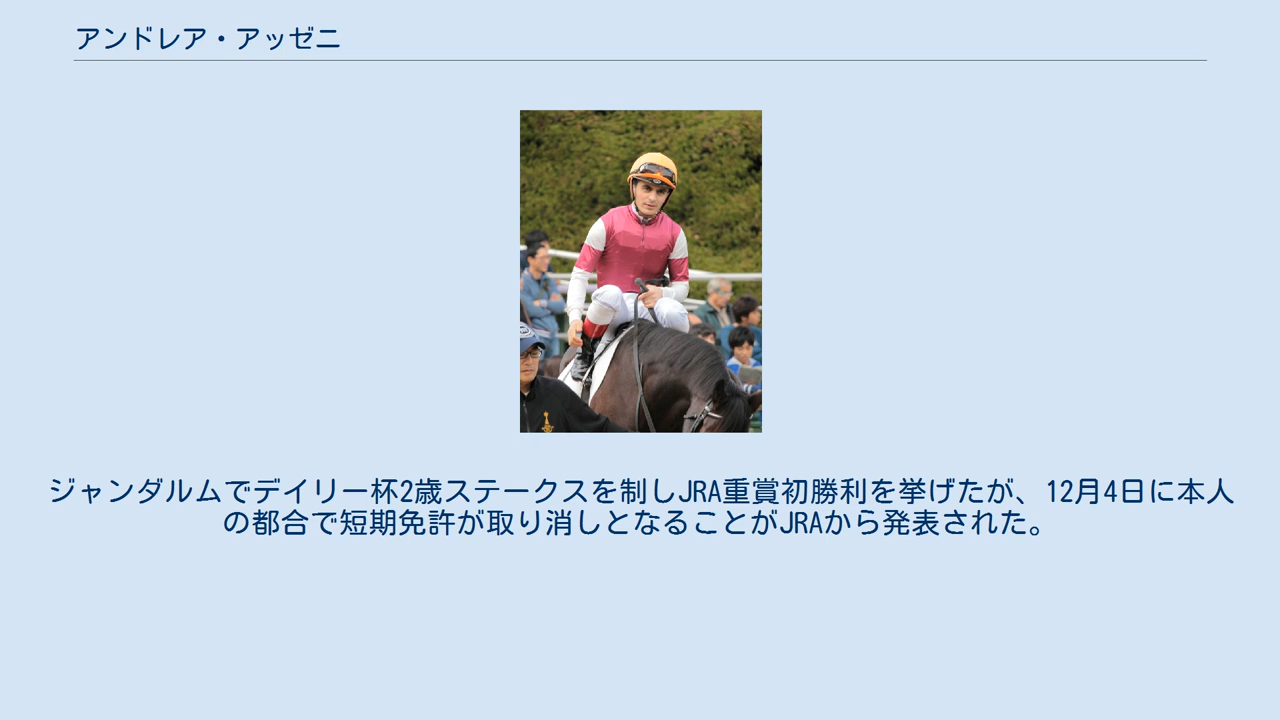 アンドレア・アッゼニ
ジャンダルムでデイリー杯2歳ステークスを制しJRA重賞初勝利を挙げたが、12月4日に本人
の都合で短期免許が取り消しとなることがJRAから発表された。